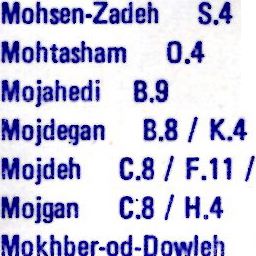 Mohsen-Zadeh S.4
Mohtasham O.4
Mojahedi B.9
Mojdegan B.8 / K.4
Mojdeh C.8 / F.11 /
Mojgan C.8 / H.4
Mokhber-od-Dowleh